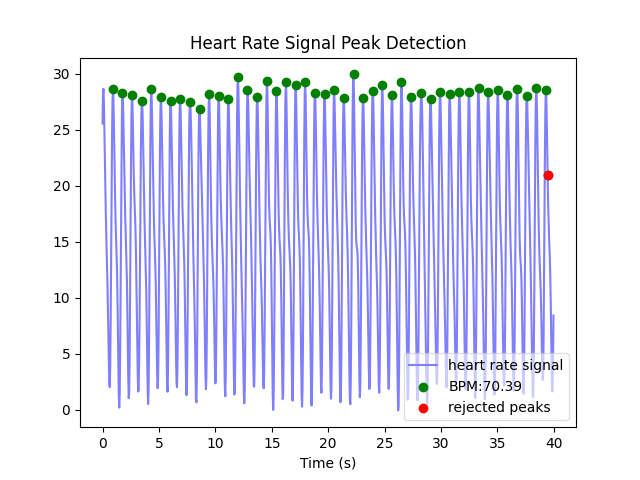 Heart Rate Signal Peak Detection
30
25
20
15
10
5
0
heart rate signal
BPM:70.39
rejected peaks
0 5 10 15 20 25 30 35 40
Time (s)